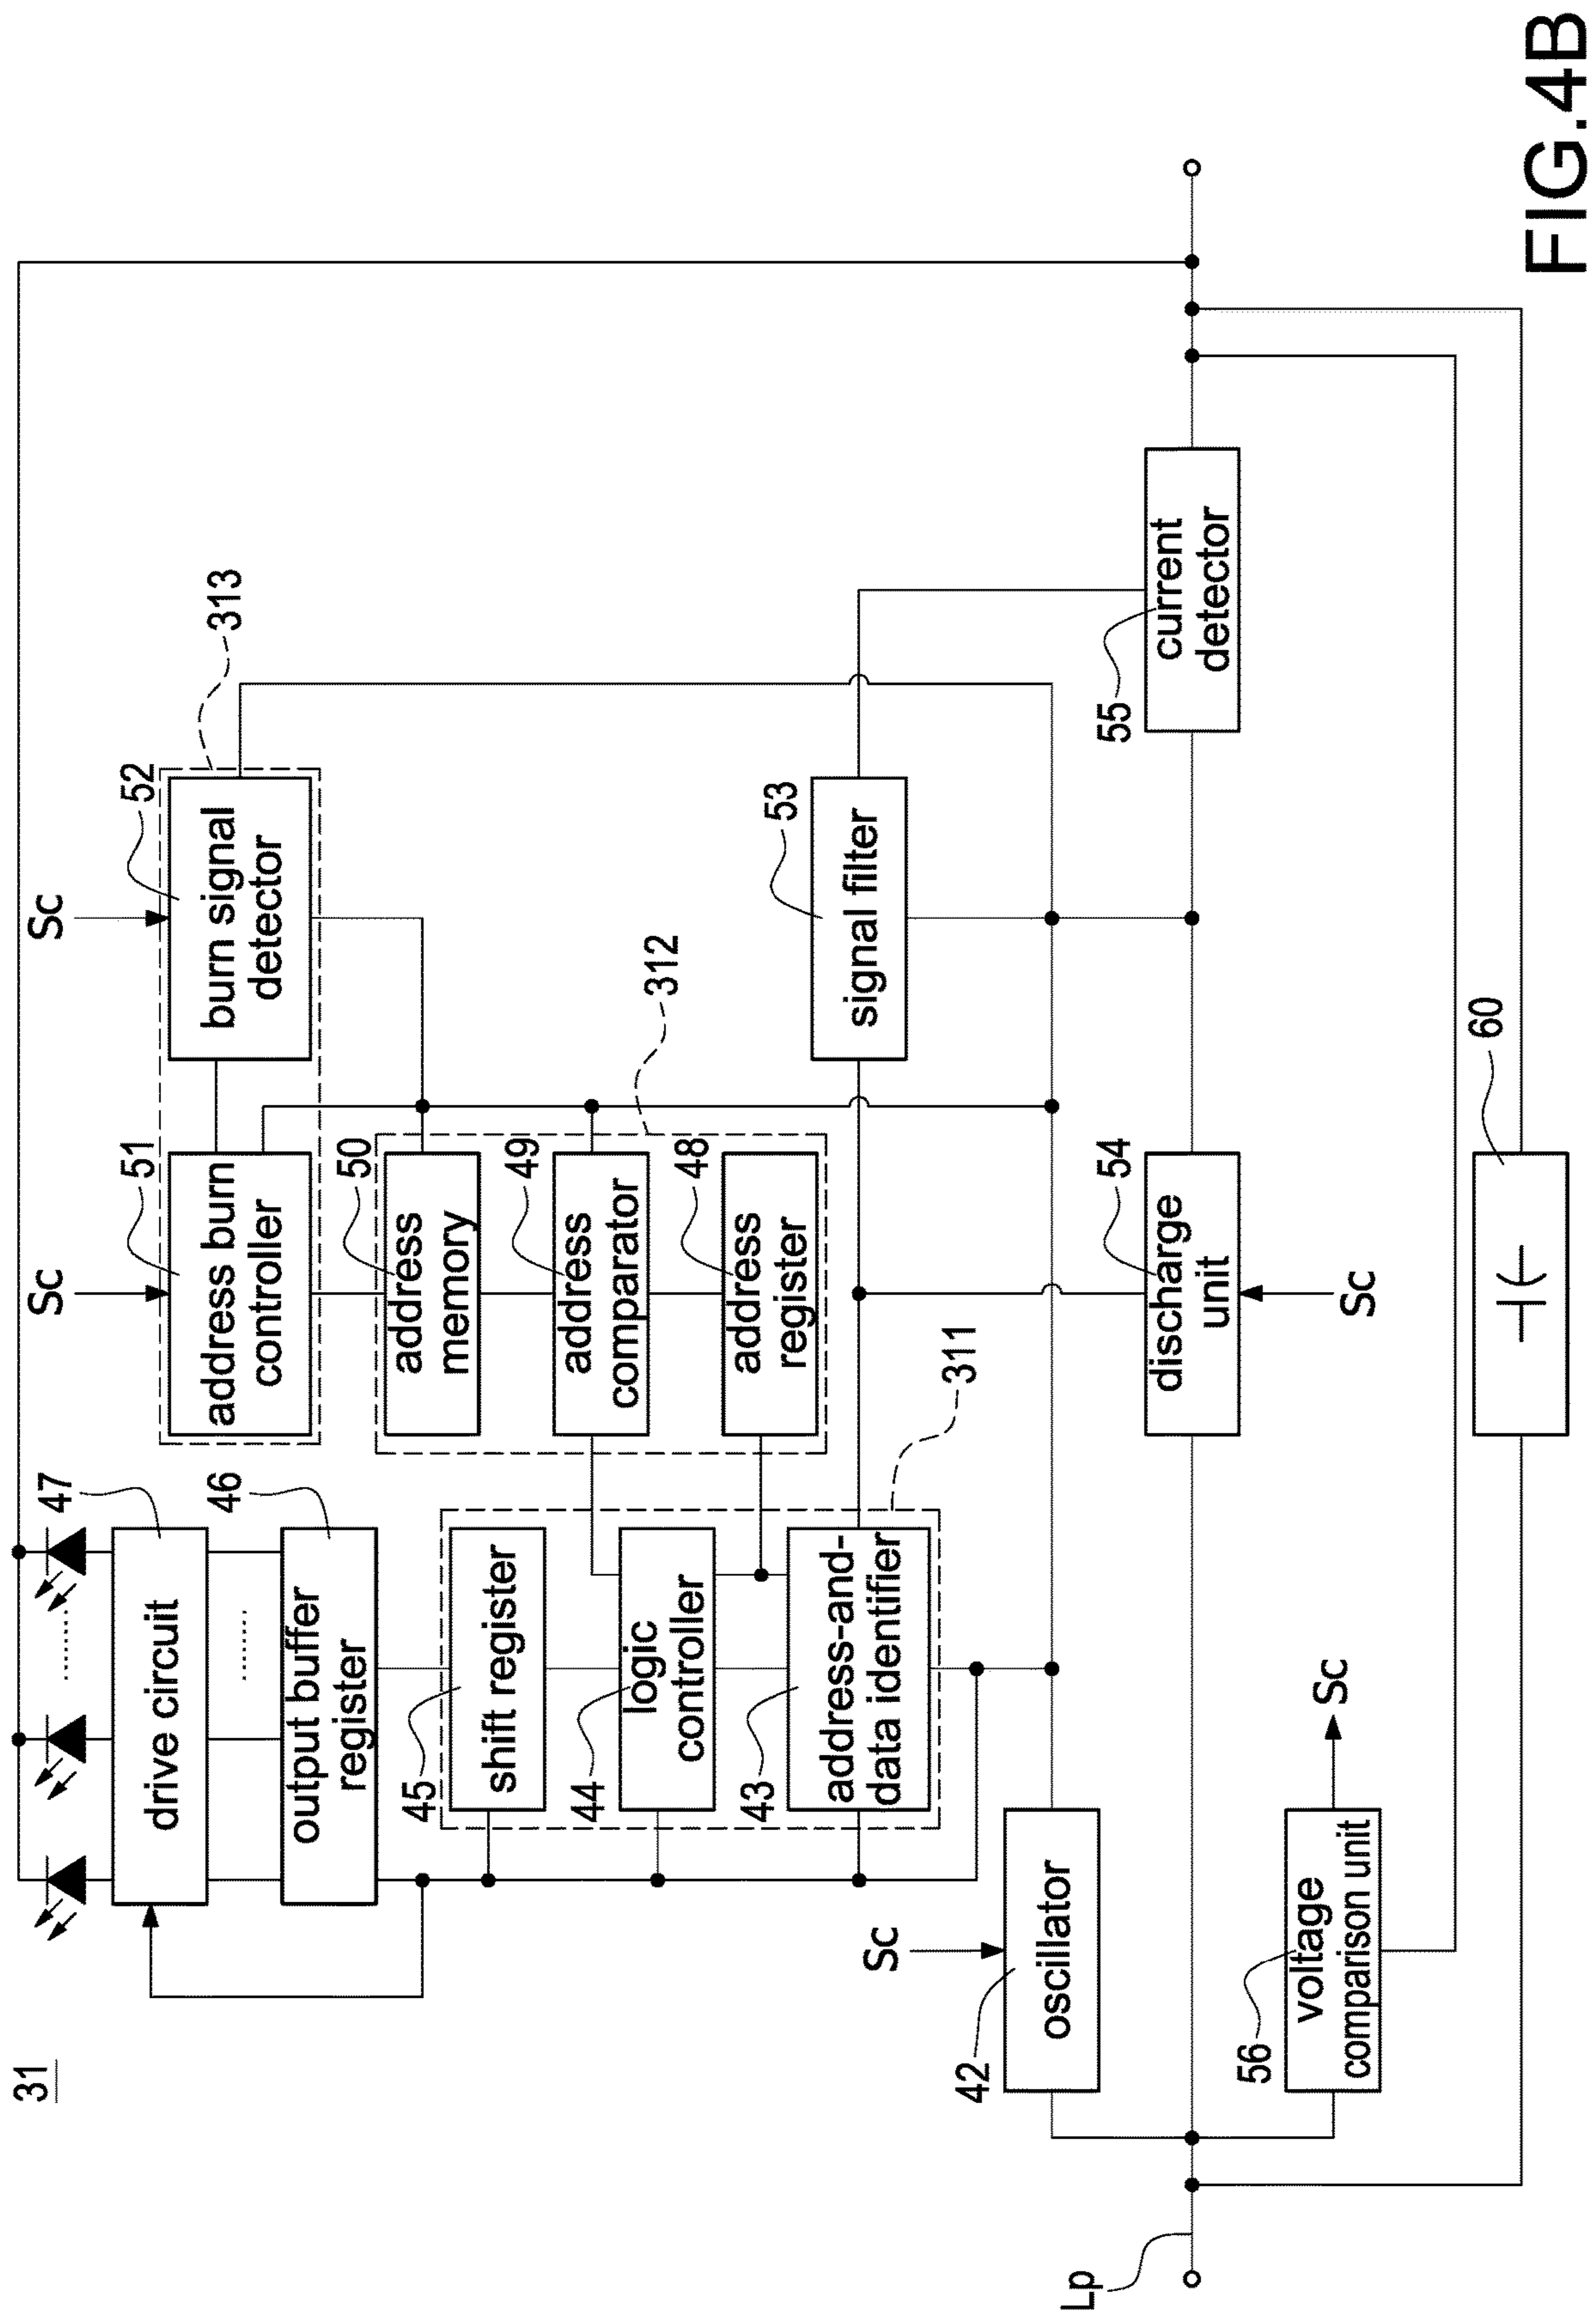 31
Sc
Sc
47
drive circuit
46
output buffer
register
51
address burn
controller
52
burn signal
detector
313
45
shift register
44
logic
controller
43
address-and-
data identifier
311
50
address
memory
49
address
comparator
48
address
register
312
53
signal filter
Sc
42
oscillator
54
discharge
unit
Sc
55
current
detector
56
voltage
comparison unit
Sc
60
Lp
FIG.4B